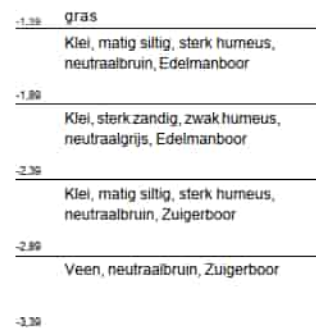 -1,39 gras
Klei, matig siltig, sterk humeus,
neutraalbruin, Edelmanboor
-1,89
Klei, sterk zandig, zwak humeus,
neutraalgrijs, Edelmanboor
-2,39
Klei, matig siltig, sterk humeus,
neutraalbruin, Zuigerboor
-2,89
Veen, neutraalbruin, Zuigerboor
-3,39